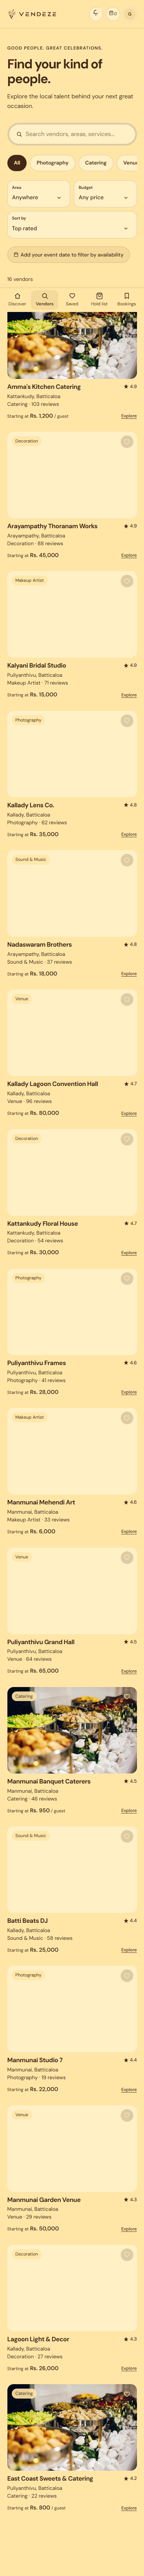 VENDEZE
0
G
GOOD PEOPLE, GREAT CELEBRATIONS.
Find your kind of
people.
Explore the local talent behind your next great
occasion.
Search vendors, areas, services...
All
Photography
Catering
Venue
Area
Anywhere
Budget
Any price
Sort by
Top rated
Add your event date to filter by availability
16 vendors
Discover
Vendors
Saved
Hold list
Bookings
Amma's Kitchen Catering
4.9
Kattankudy, Batticaloa
Catering · 103 reviews
Starting at Rs. 1,200 / guest
Explore
Decoration
Arayampathy Thoranam Works
4.9
Arayampathy, Batticaloa
Decoration · 88 reviews
Starting at Rs. 45,000
Explore
Makeup Artist
Kalyani Bridal Studio
4.9
Puliyanthivu, Batticaloa
Makeup Artist · 71 reviews
Starting at Rs. 15,000
Explore
Photography
Kallady Lens Co.
4.8
Kallady, Batticaloa
Photography · 62 reviews
Starting at Rs. 35,000
Explore
Sound & Music
Nadaswaram Brothers
4.8
Arayampathy, Batticaloa
Sound & Music · 37 reviews
Starting at Rs. 18,000
Explore
Venue
Kallady Lagoon Convention Hall
4.7
Kallady, Batticaloa
Venue · 96 reviews
Starting at Rs. 80,000
Explore
Decoration
Kattankudy Floral House
4.7
Kattankudy, Batticaloa
Decoration · 54 reviews
Starting at Rs. 30,000
Explore
Photography
Puliyanthivu Frames
4.6
Puliyanthivu, Batticaloa
Photography · 41 reviews
Starting at Rs. 28,000
Explore
Makeup Artist
Manmunai Mehendi Art
4.6
Manmunai, Batticaloa
Makeup Artist · 33 reviews
Starting at Rs. 6,000
Explore
Venue
Puliyanthivu Grand Hall
4.5
Puliyanthivu, Batticaloa
Venue · 64 reviews
Starting at Rs. 65,000
Explore
Catering
Manmunai Banquet Caterers
4.5
Manmunai, Batticaloa
Catering · 46 reviews
Starting at Rs. 950 / guest
Explore
Sound & Music
Batti Beats DJ
4.4
Kallady, Batticaloa
Sound & Music · 58 reviews
Starting at Rs. 25,000
Explore
Photography
Manmunai Studio 7
4.4
Manmunai, Batticaloa
Photography · 19 reviews
Starting at Rs. 22,000
Explore
Venue
Manmunai Garden Venue
4.3
Manmunai, Batticaloa
Venue · 29 reviews
Starting at Rs. 50,000
Explore
Decoration
Lagoon Light & Decor
4.3
Kallady, Batticaloa
Decoration · 27 reviews
Starting at Rs. 26,000
Explore
Catering
East Coast Sweets & Catering
4.2
Puliyanthivu, Batticaloa
Catering · 22 reviews
Starting at Rs. 800 / guest
Explore